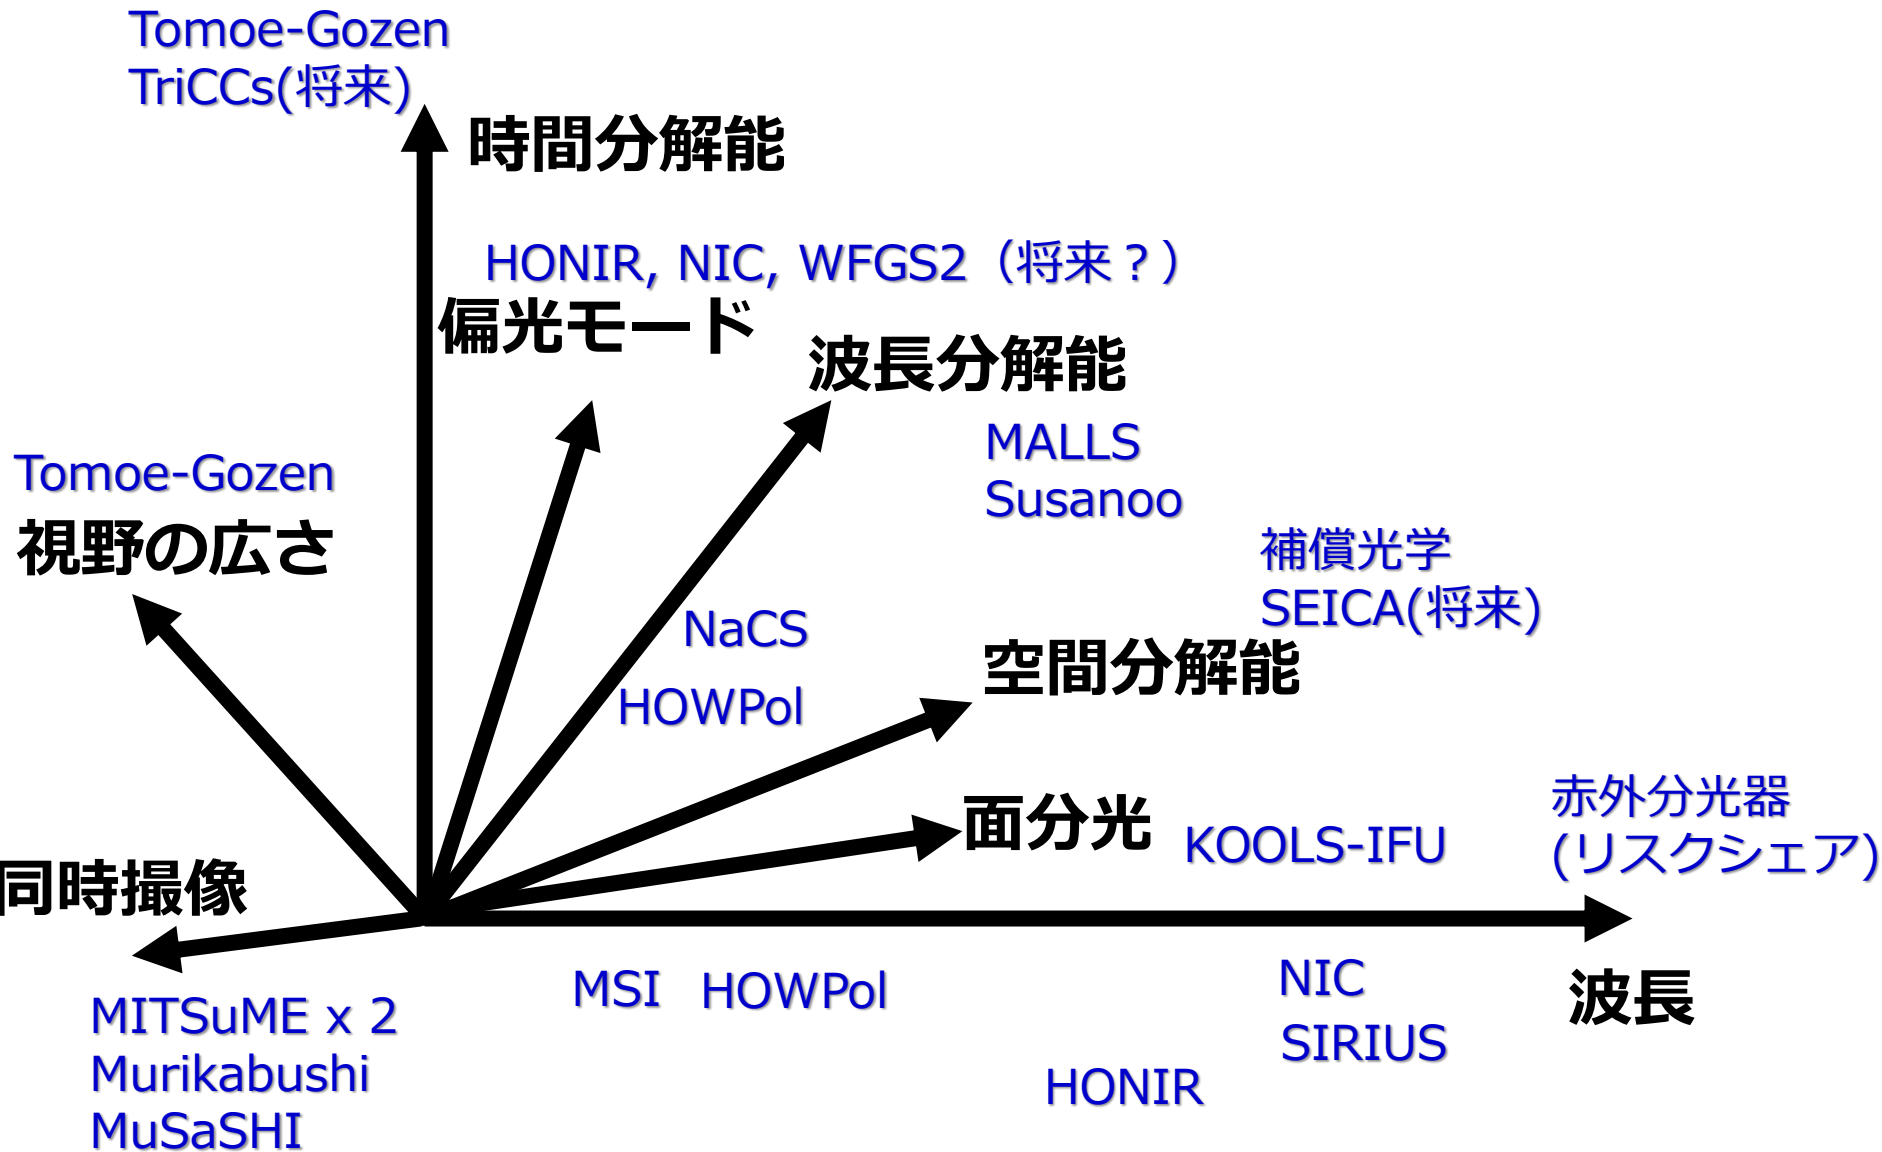 Tomoe-Gozen
TriCCs(将来)
時間分解能
HONIR, NIC, WFGS2（将来？）
偏光モード
波長分解能
MALLS
Susanoo
Tomoe-Gozen
視野の広さ
補償光学
SEICA(将来)
NaCS
空間分解能
HOWPol
面分光
KOOLS-IFU
赤外分光器
(リスクシェア)
同時撮像
MSI
HOWPol
NIC
波長
SIRIUS
HONIR
MITSuME x 2
Murikabushi
MuSaSHI